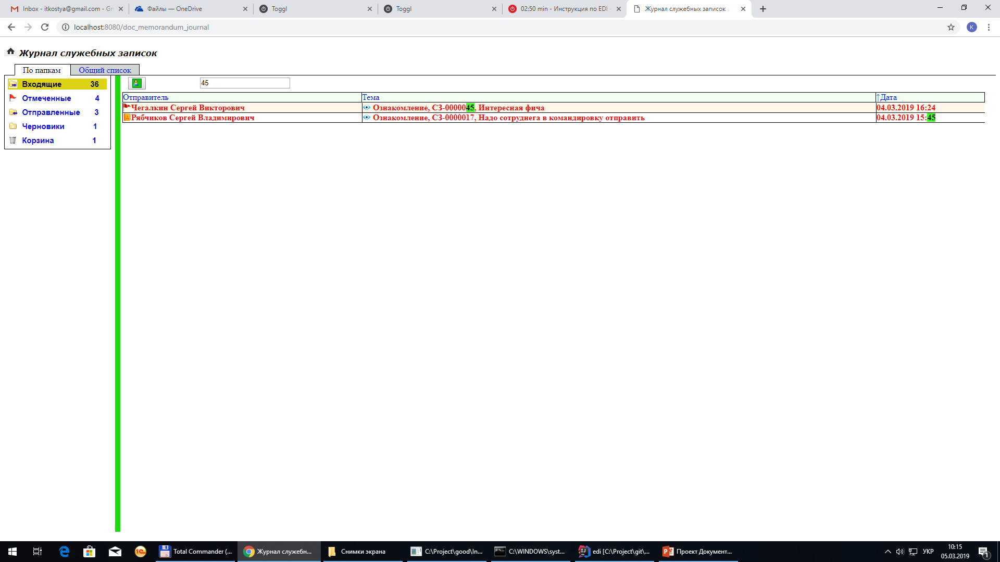 Inbox - itkostya@gmail.com - Gm
Файлы — OneDrive
Toggl
Toggl
02:50 min - Инструкция по EDI -
Журнал служебных записок
localhost:8080/doc_memorandum_journal
K
Журнал служебных записок
По папкам
Общий список
Входящие 36
Отмеченные 4
Отправленные 3
Черновики 1
Корзина 1
45
Отправитель Тема ↑Дата
Чегалкин Сергей Викторович Ознакомление, СЗ-0000045, Интересная фича 04.03.2019 16:24
Рябчиков Сергей Владимирович Ознакомление, СЗ-0000017, Надо сотруднега в командировку отправить 04.03.2019 15:45
Total Commander (...
Журнал служебн...
Снимки экрана
C:\Project\good\In...
C:\WINDOWS\syst...
edi [C:\Project\git\...
Проект Документ...
УКР
10:15
05.03.2019
1